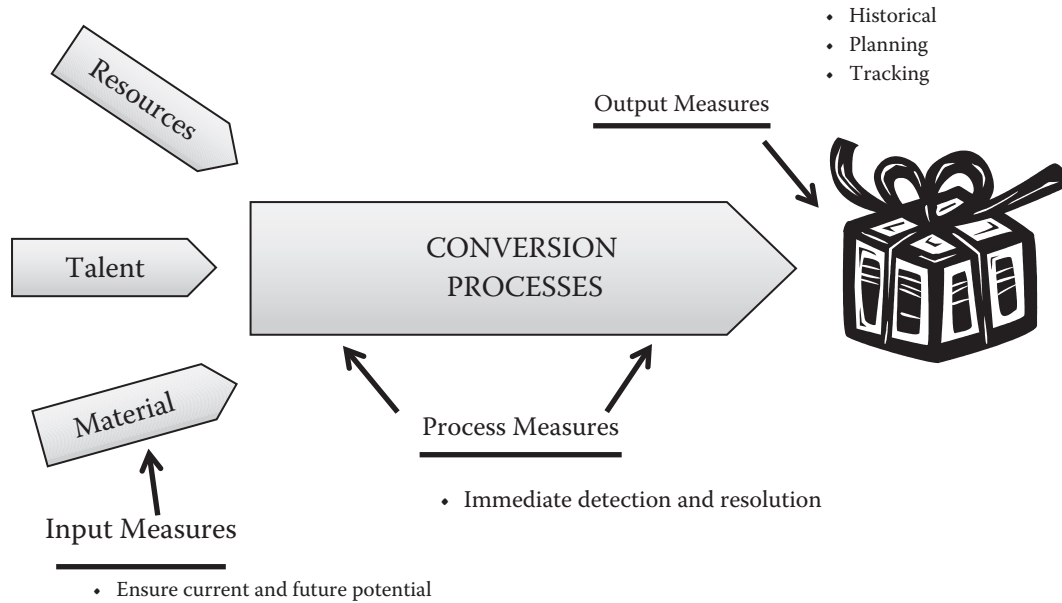 • Historical
• Planning
• Tracking
Output Measures
Resources
Talent
Material
CONVERSION
PROCESSES
Process Measures
• Immediate detection and resolution
Input Measures
• Ensure current and future potential